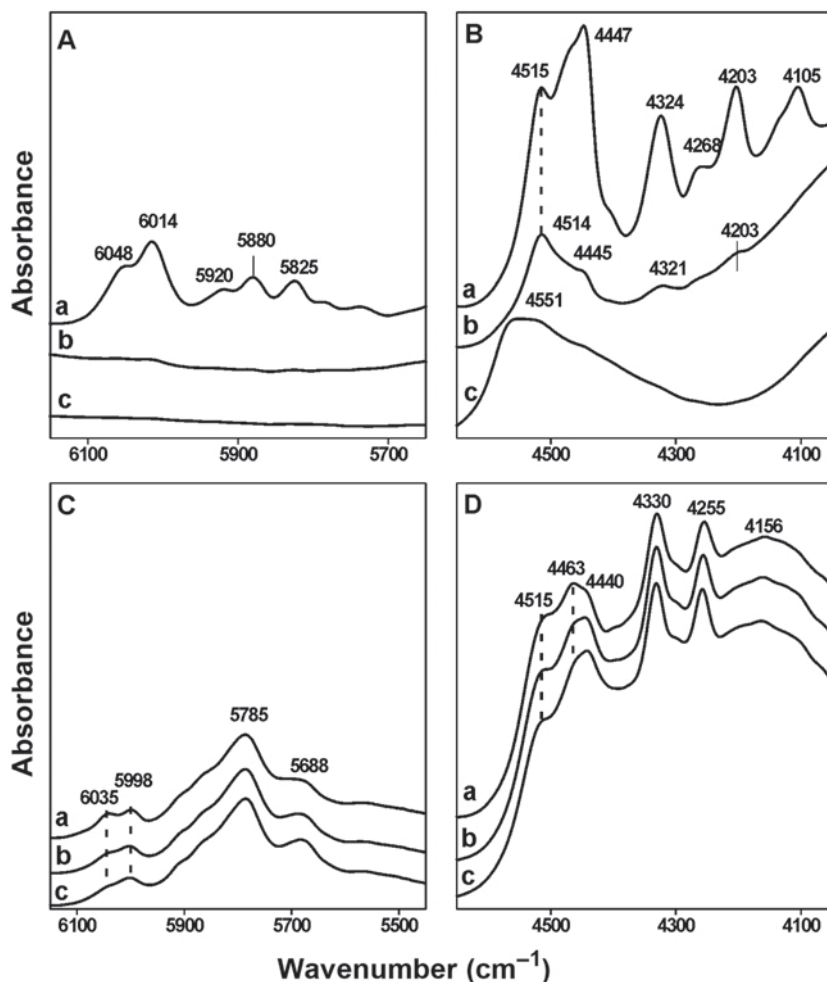 A
6048
6014
5920
5880
5825
a
b
c
6100
5900
5700
Absorbance
B
4515
4447
4324
4268
4203
4105
4514
4445
4321
4203
4551
a
b
c
4500
4300
4100
C
6035
5998
5785
5688
a
b
c
6100
5900
5700
5500
Absorbance
D
4515
4463
4440
4330
4255
4156
a
b
c
4500
4300
4100
Wavenumber (cm⁻¹)